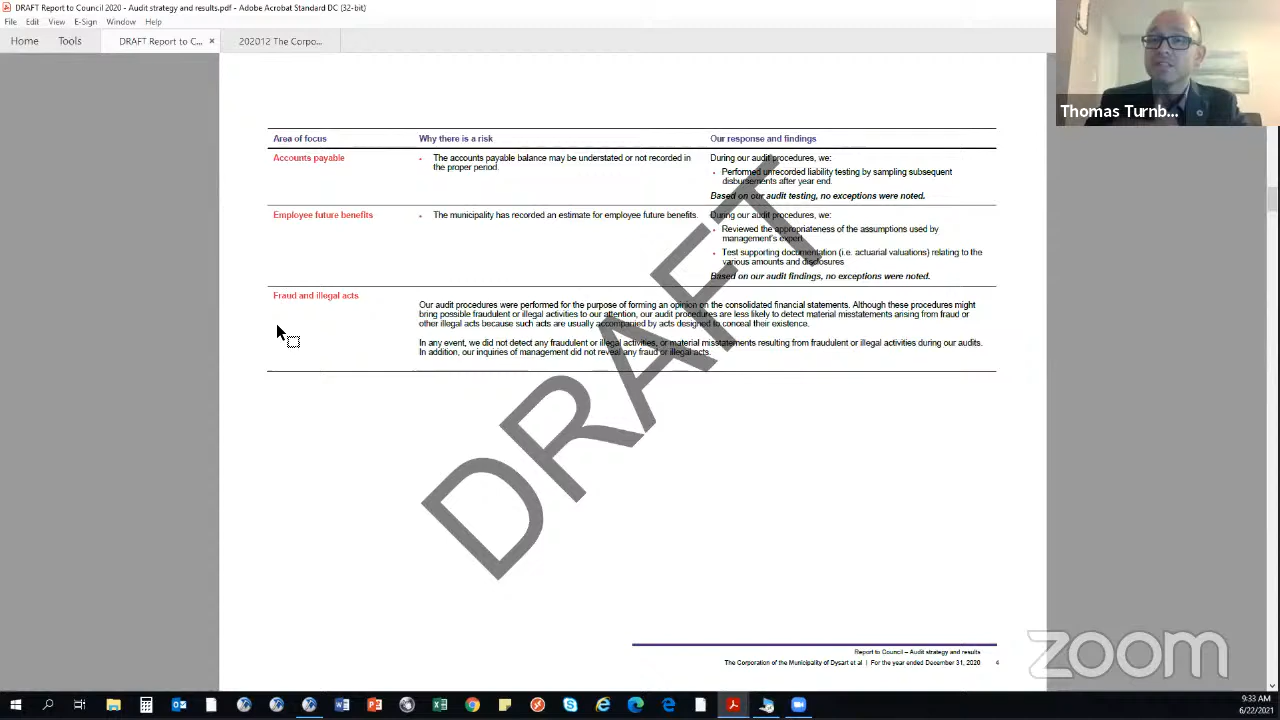 DRAFT Report to Council 2020 - Audit strategy and results.pdf - Adobe Acrobat Standard DC (32-bit)
File Edit View E-Sign Window Help
Home Tools DRAFT Report to C... × 202012 The Corpo...
Thomas Turnb...
Area of focus Why there is a risk Our response and findings
Accounts payable • The accounts payable balance may be understated or not recorded in During our audit procedures, we:
the proper period.
• Performed unrecorded liability testing by sampling subsequent
disbursements after year end.
Based on our audit testing, no exceptions were noted.
Employee future benefits • The municipality has recorded an estimate for employee future benefits. During our audit procedures, we:
• Reviewed the appropriateness of the assumptions used by
management's expert
• Test supporting documentation (i.e. actuarial valuations) relating to the
various amounts and disclosures
Based on our audit findings, no exceptions were noted.
Fraud and illegal acts
Our audit procedures were performed for the purpose of forming an opinion on the consolidated financial statements. Although these procedures might
bring possible fraudulent or illegal activities to our attention, our audit procedures are less likely to detect material misstatements arising from fraud or
other illegal acts because such acts are usually accompanied by acts designed to conceal their existence.
In any event, we did not detect any fraudulent or illegal activities, or material misstatements resulting from fraudulent or illegal activities during our audits.
In addition, our inquiries of management did not reveal any fraud or illegal acts.
DRAFT
Report to Council – Audit strategy and results
The Corporation of the Municipality of Dysart et al | For the year ended December 31, 2020 4
zoom
9:33 AM
6/22/2021